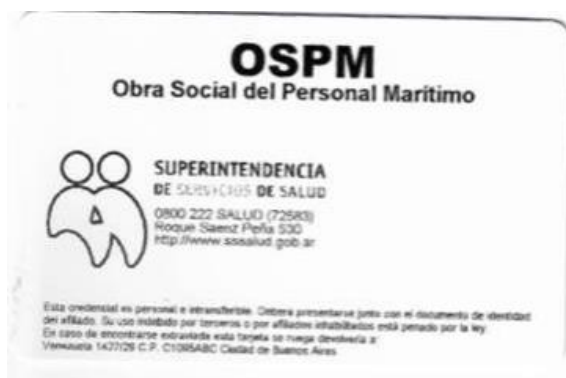 OSPM
Obra Social del Personal Marítimo
SUPERINTENDENCIA
DE SERVICIOS DE SALUD
0800 222 SALUD (72583)
Roque Saenz Peña 530
http://www.sssalud.gob.ar
Esta credencial es personal e intransferible. Debera presentarse junto con el documento de identidad
del afiliado. Su uso indebido por terceros o por afiliados inhabilitados está penado por la ley.
En caso de encontrarse extraviada esta tarjeta se ruega devolverla a:
Venezuela 1427/29 C.P. C1095ABC Ciudad de Buenos Aires